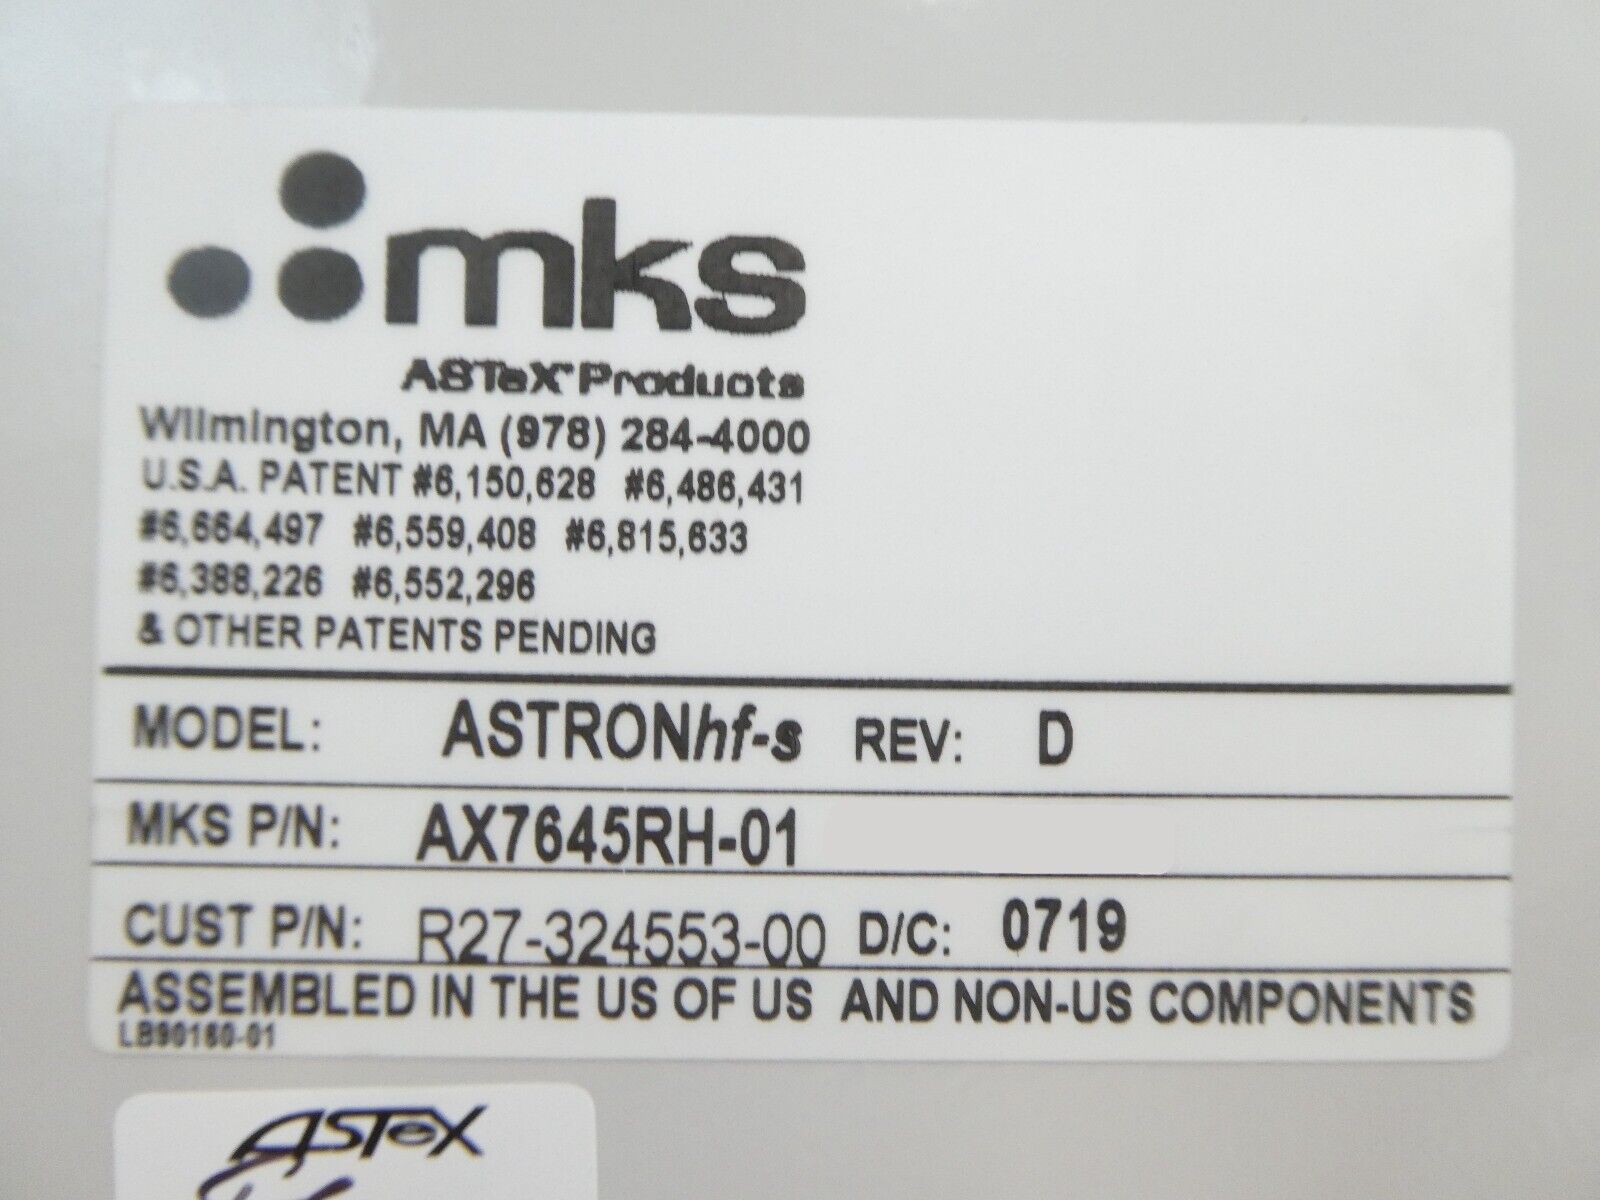 mks
ASTeX Products
Wilmington, MA (978) 284-4000
U.S.A. PATENT #6,150,628 #6,486,431
#6,664,497 #6,559,408 #6,815,633
#6,388,226 #6,552,296
& OTHER PATENTS PENDING
MODEL: ASTRONhf-s REV: D
MKS P/N: AX7645RH-01
CUST P/N: R27-324553-00 D/C: 0719
ASSEMBLED IN THE US OF US AND NON-US COMPONENTS
LB90160-01
ASTeX